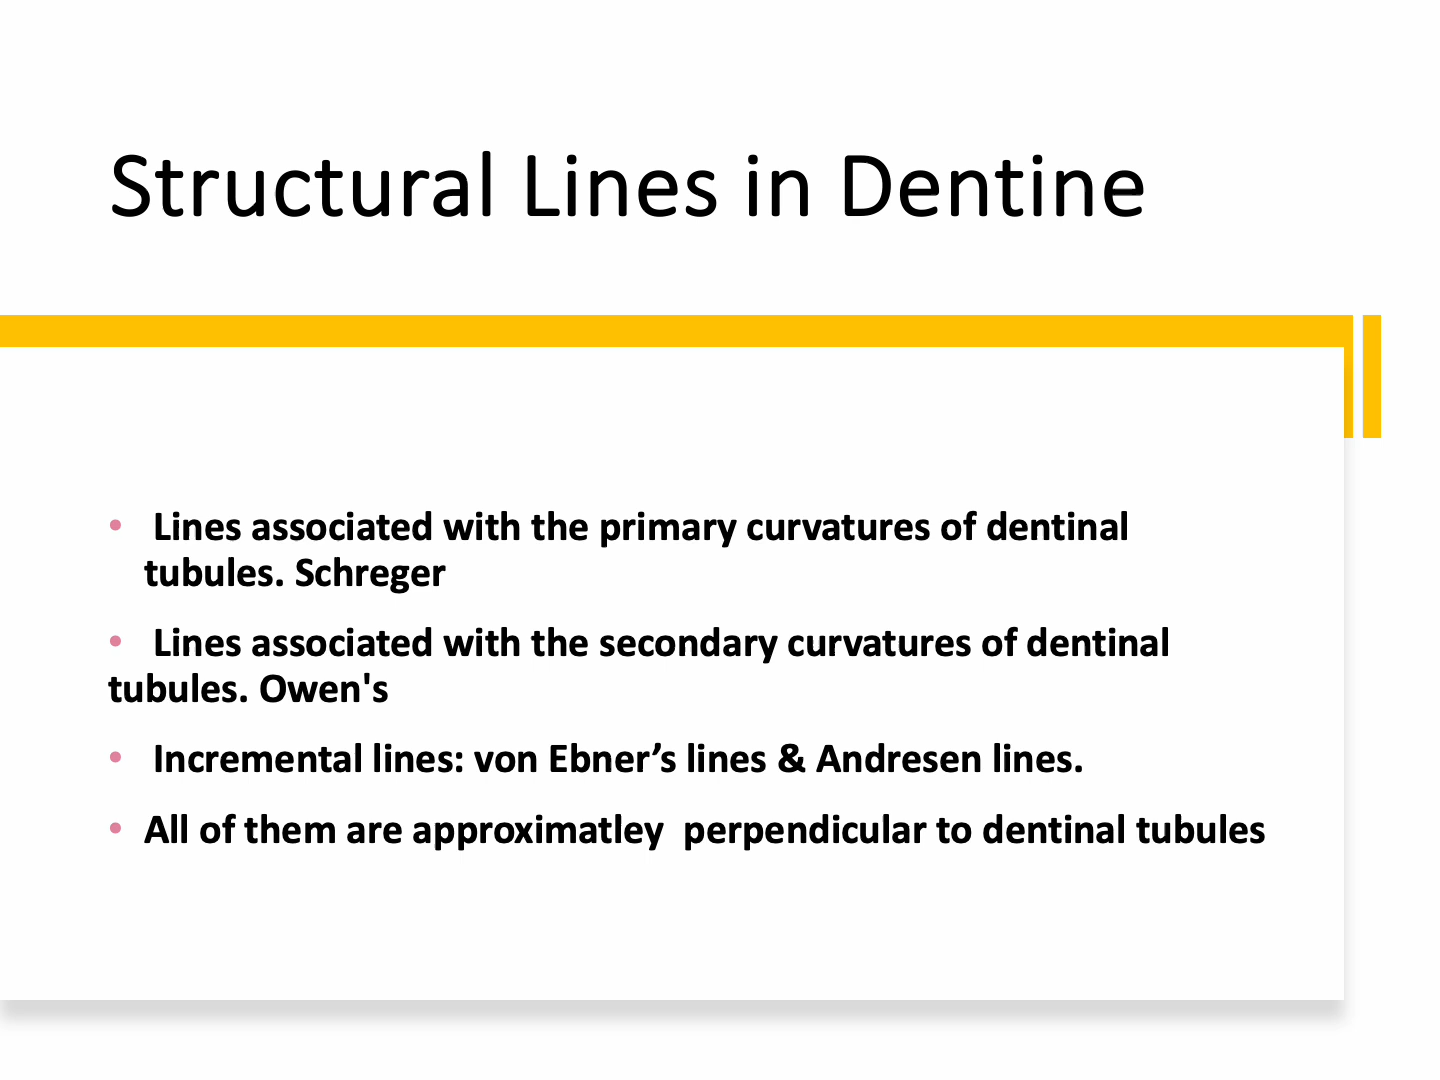 Structural Lines in Dentine
• Lines associated with the primary curvatures of dentinal
tubules. Schreger
• Lines associated with the secondary curvatures of dentinal
tubules. Owen's
• Incremental lines: von Ebner’s lines & Andresen lines.
• All of them are approximatley  perpendicular to dentinal tubules